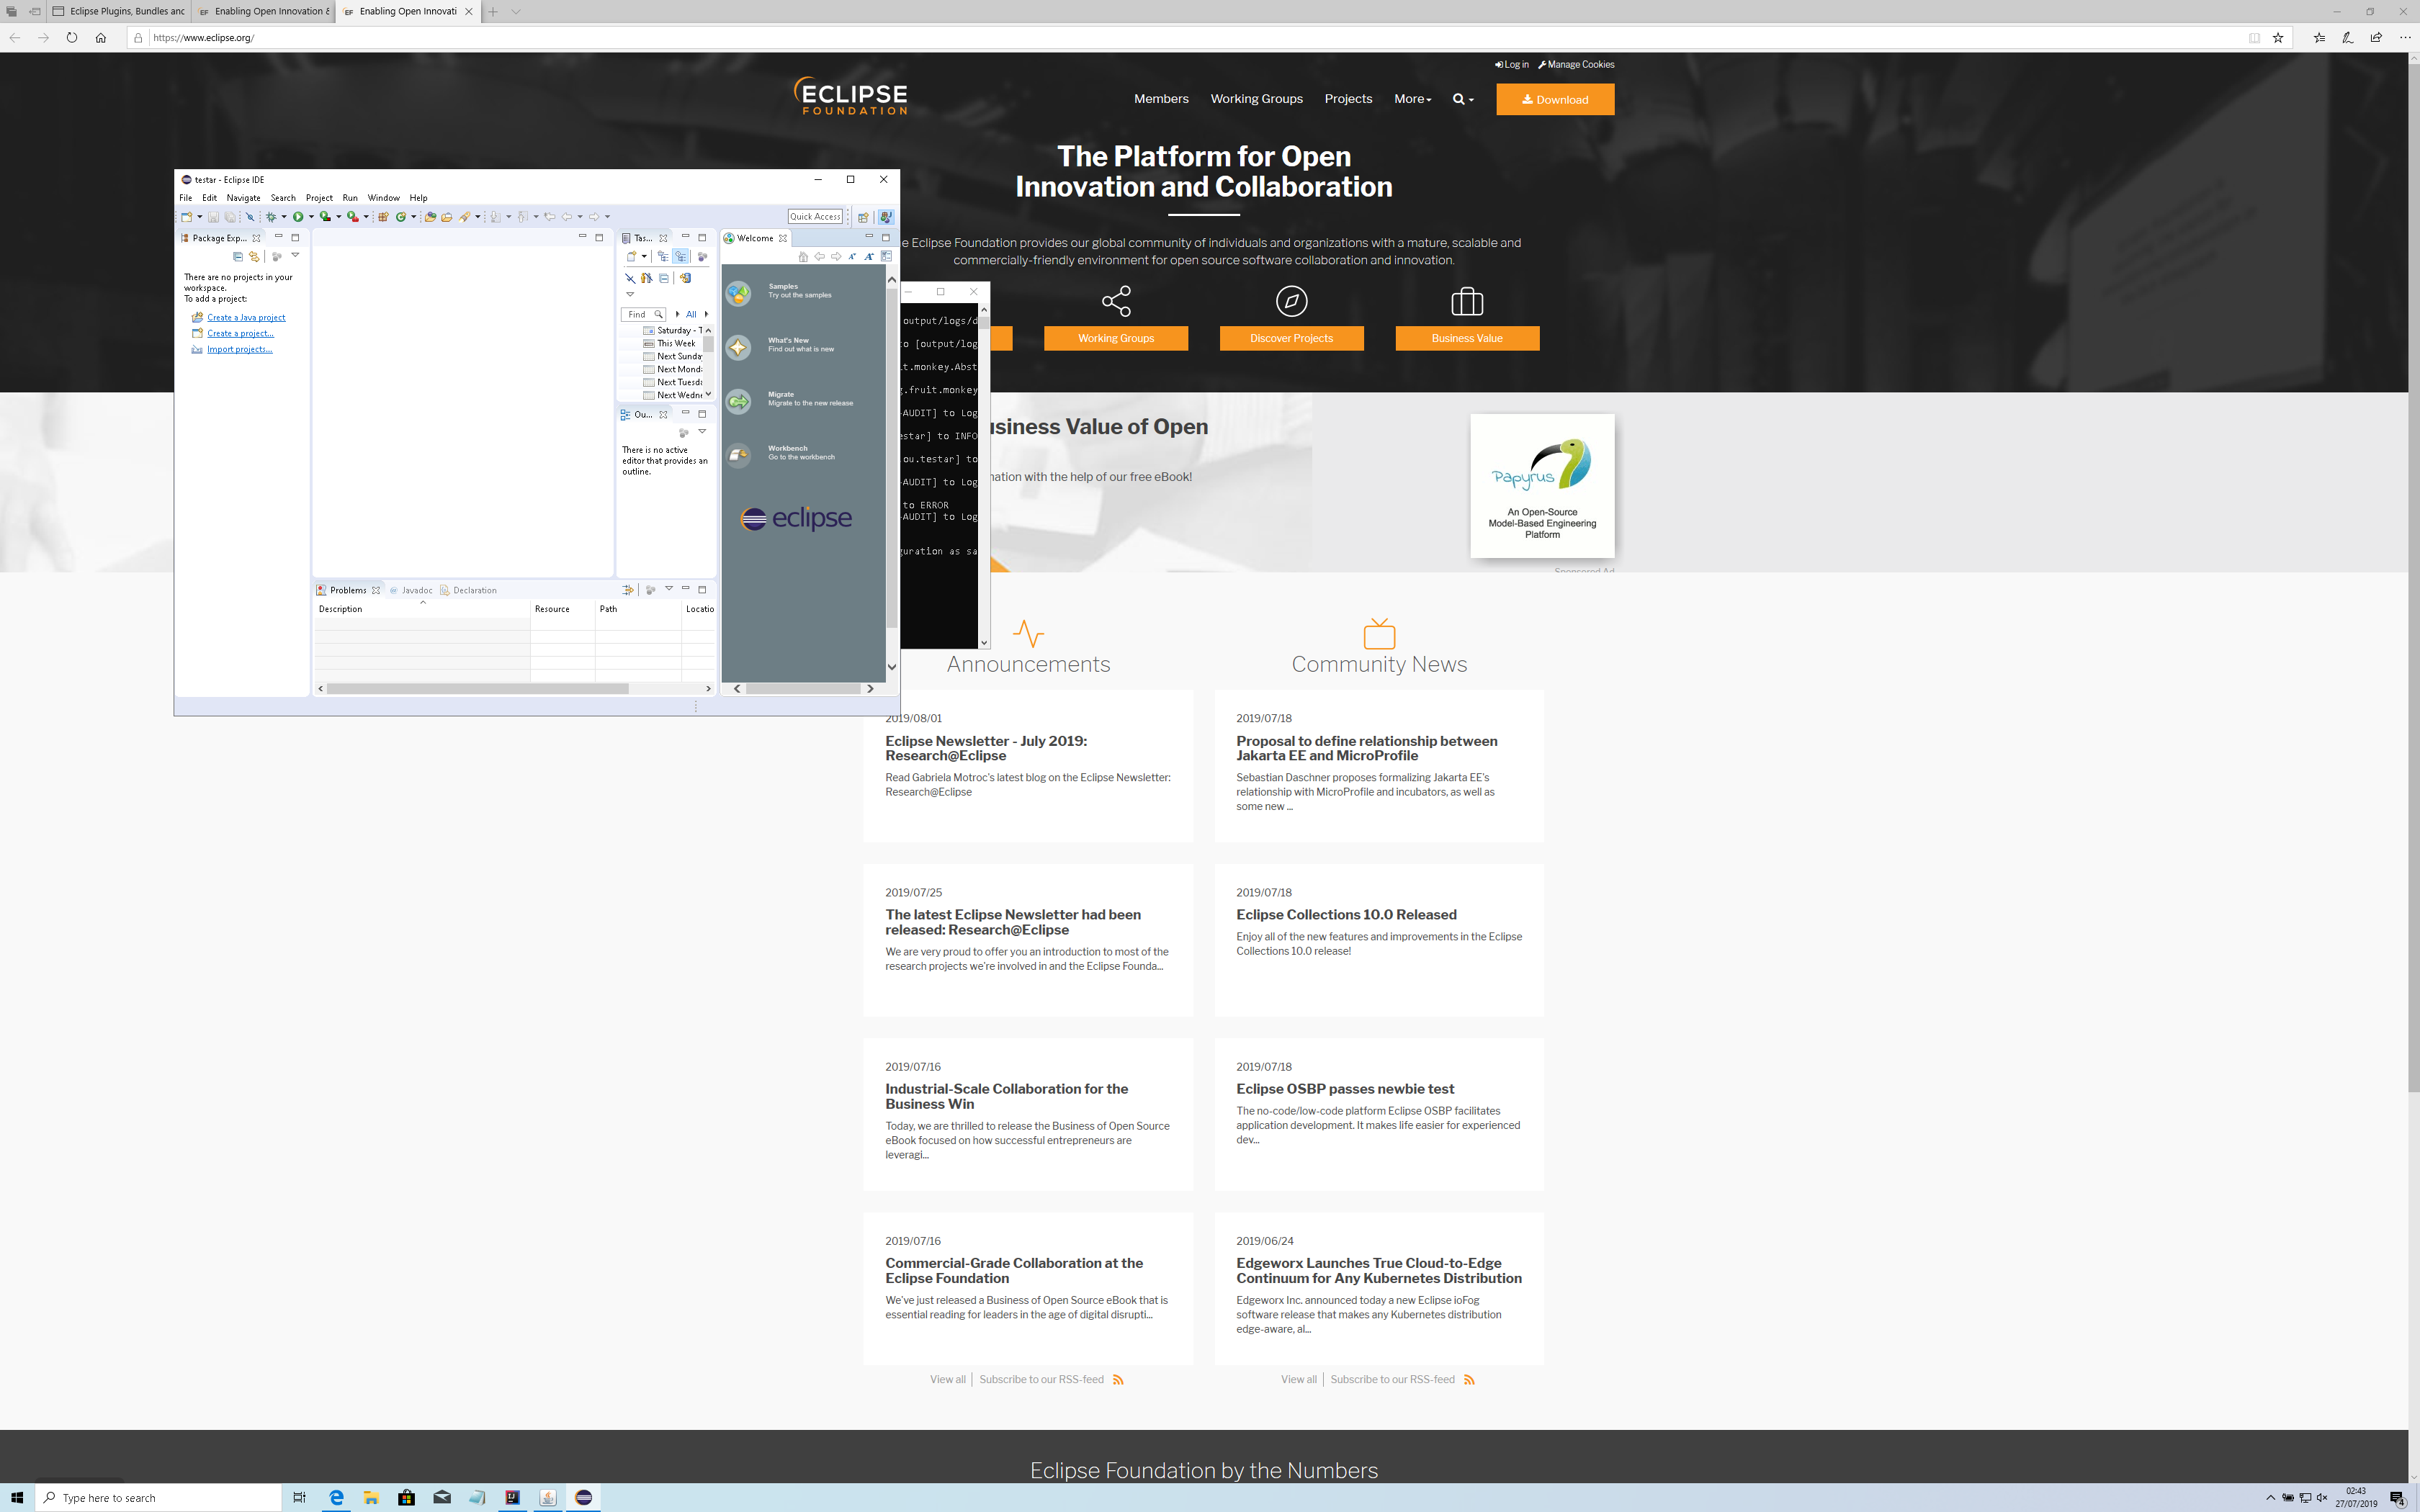 Eclipse Plugins, Bundles anc
Enabling Open Innovation &
Enabling Open Innovati
https://www.eclipse.org/
Log in
Manage Cookies
ECLIPSE
FOUNDATION
Members
Working Groups
Projects
More
Download
The Platform for Open
Innovation and Collaboration
e Eclipse Foundation provides our global community of individuals and organizations with a mature, scalable and
commercially-friendly environment for open source software collaboration and innovation.
Working Groups
Discover Projects
Business Value
testar - Eclipse IDE
File Edit Navigate Search Project Run Window Help
Quick Access
Package Exp...
There are no projects in your
workspace.
To add a project:
Create a Java project
Create a project...
Import projects...
Tas...
Find
All
Saturday - T
This Week
Next Sunday
Next Monda
Next Tuesda
Next Wedne
Ou...
There is no active
editor that provides an
outline.
Welcome
Samples
Try out the samples
What's New
Find out what is new
Migrate
Migrate to the new release
Workbench
Go to the workbench
eclipse
Problems
Javadoc
Declaration
Description
Resource
Path
Locatio
output/logs/d
to [output/log
it.monkey.Abst
g.fruit.monkey
-AUDIT] to Log
estar] to INFO
ou.testar] to
-AUDIT] to Log
to ERROR
-AUDIT] to Log
guration as sa
usiness Value of Open
nation with the help of our free eBook!
Papyrus
An Open-Source
Model-Based Engineering
Platform
Sponsored Ad
Announcements
2019/08/01
Eclipse Newsletter - July 2019:
Research@Eclipse
Read Gabriela Motroc's latest blog on the Eclipse Newsletter:
Research@Eclipse
2019/07/25
The latest Eclipse Newsletter had been
released: Research@Eclipse
We are very proud to offer you an introduction to most of the
research projects we're involved in and the Eclipse Founda...
2019/07/16
Industrial-Scale Collaboration for the
Business Win
Today, we are thrilled to release the Business of Open Source
eBook focused on how successful entrepreneurs are
leveragi...
2019/07/16
Commercial-Grade Collaboration at the
Eclipse Foundation
We've just released a Business of Open Source eBook that is
essential reading for leaders in the age of digital disrupti...
View all
Subscribe to our RSS-feed
Community News
2019/07/18
Proposal to define relationship between
Jakarta EE and MicroProfile
Sebastian Daschner proposes formalizing Jakarta EE's
relationship with MicroProfile and incubators, as well as
some new ...
2019/07/18
Eclipse Collections 10.0 Released
Enjoy all of the new features and improvements in the Eclipse
Collections 10.0 release!
2019/07/18
Eclipse OSBP passes newbie test
The no-code/low-code platform Eclipse OSBP facilitates
application development. It makes life easier for experienced
dev...
2019/06/24
Edgeworx Launches True Cloud-to-Edge
Continuum for Any Kubernetes Distribution
Edgeworx Inc. announced today a new Eclipse ioFog
software release that makes any Kubernetes distribution
edge-aware, al...
View all
Subscribe to our RSS-feed
Eclipse Foundation by the Numbers
Type here to search
02:43
27/07/2019
4